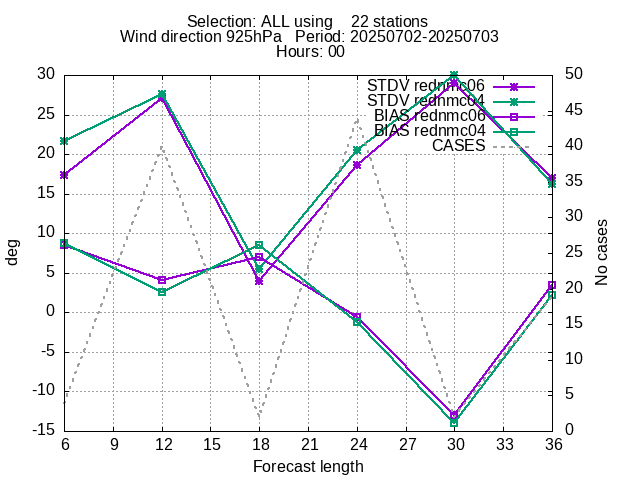 Selection: ALL using    22 stations
Wind direction 925hPa   Period: 20250702-20250703
Hours: 00
30 50
STDV rednmc06
STDV rednmc04
BIAS rednmc06
BIAS rednmc04
CASES
25 45
20 40
15 35
10 30
5 25
0 20
-5 15
-10 10
-15 5
0
deg
No cases
6 9 12 15 18 21 24 27 30 33 36
Forecast length